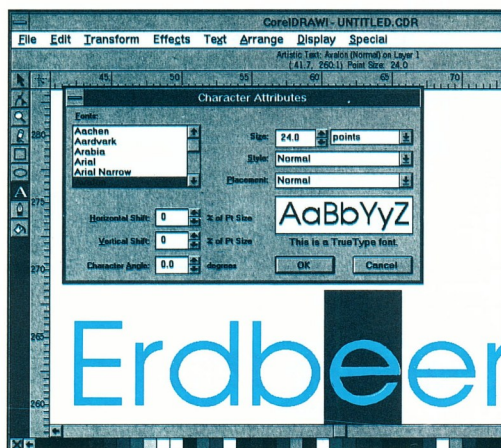 CorelDRAW! - UNTITLED.CDR
File Edit Transform Effects Text Arrange Display Special
Artistic Text: Avalon (Normal) on Layer 1
( 41.7, 260.1) Point Size: 24.0
45 50 55 60 65 70
Character Attributes
Fonts:
Aachen
Aardvark
Arabia
Arial
Arial Narrow
Size: 24.0 points
Style: Normal
Placement: Normal
AaBbYyZ
This is a TrueType font.
Horizontal Shift: 0 % of Pt Size
Vertical Shift: 0 % of Pt Size
Character Angle: 0.0 degrees
OK Cancel
280
275
270
265
260
A
Erdbeer